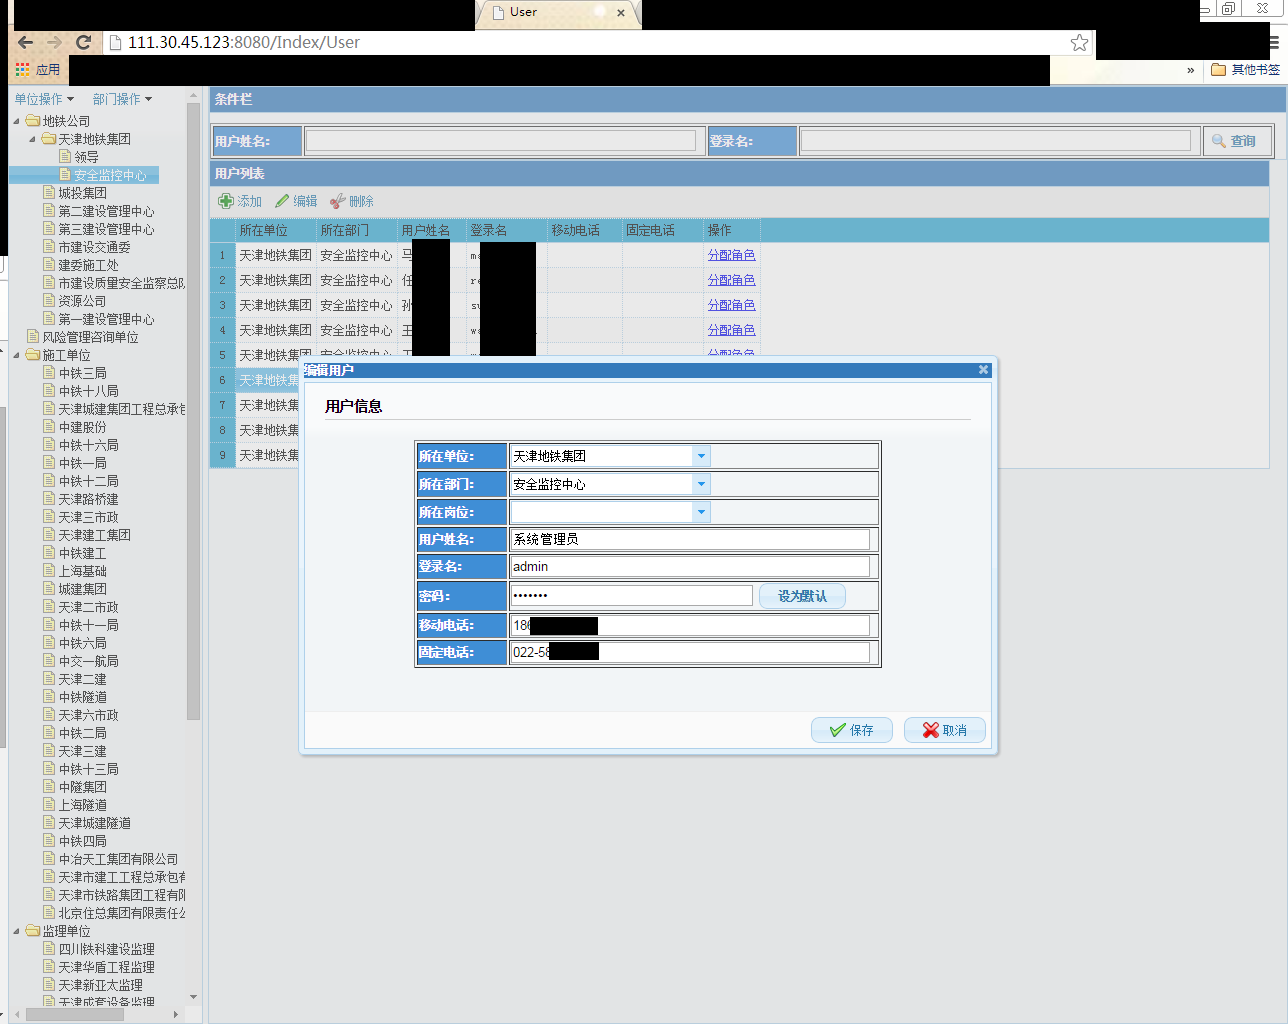 User
111.30.45.123:8080/Index/User
应用
»
其他书签
单位操作 部门操作
地铁公司
天津地铁集团
领导
安全监控中心
城投集团
第二建设管理中心
第三建设管理中心
市建设交通委
建委施工处
市建设质量安全监察总队
资源公司
第一建设管理中心
风险管理咨询单位
施工单位
中铁三局
中铁十八局
天津城建集团工程总承包
中建股份
中铁十六局
中铁一局
中铁十二局
天津路桥建
天津三市政
天津建工集团
中铁建工
上海基础
城建集团
天津二市政
中铁十一局
中铁六局
中交一航局
天津二建
中铁隧道
天津六市政
中铁二局
天津三建
中铁十三局
中隧集团
上海隧道
天津城建隧道
中铁四局
中冶天工集团有限公司
天津市建工工程总承包有
天津市铁路集团工程有限
北京住总集团有限责任公
监理单位
四川铁科建设监理
天津华盾工程监理
天津新亚太监理
天津成套设备监理
条件栏
用户姓名: 登录名: 查询
用户列表
添加 编辑 删除
所在单位 所在部门 用户姓名 登录名 移动电话 固定电话 操作
1 天津地铁集团 安全监控中心 马 分配角色
2 天津地铁集团 安全监控中心 任 re 分配角色
3 天津地铁集团 安全监控中心 孙 su 分配角色
4 天津地铁集团 安全监控中心 王 分配角色
5 天津地铁集团 安全监控中心 分配角色
6 天津地铁集
7 天津地铁集
8 天津地铁集
9 天津地铁集
编辑用户
用户信息
所在单位: 天津地铁集团
所在部门: 安全监控中心
所在岗位:
用户姓名: 系统管理员
登录名: admin
密码: ••••••• 设为默认
移动电话: 186
固定电话: 022-58
保存 取消